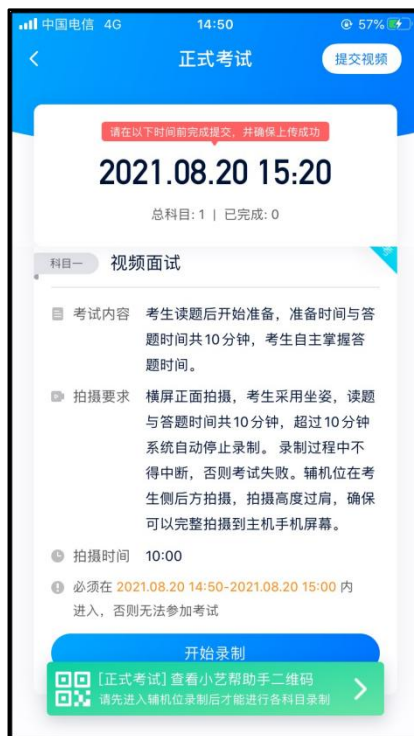 中国电信 4G 14:50 57%
正式考试 提交视频
请在以下时间前完成提交，并确保上传成功
2021.08.20 15:20
总科目: 1 | 已完成: 0
科目一 视频面试
考试内容 考生读题后开始准备，准备时间与答
题时间共10分钟，考生自主掌握答
题时间。
拍摄要求 横屏正面拍摄，考生采用坐姿，读题
与答题时间共10分钟，超过10分钟
系统自动停止录制。 录制过程中不
得中断，否则考试失败。辅机位在考
生侧后方拍摄，拍摄高度过肩，确保
可以完整拍摄到主机手机屏幕。
拍摄时间 10:00
必须在 2021.08.20 14:50-2021.08.20 15:00 内
进入，否则无法参加考试
开始录制
[正式考试] 查看小艺帮助手二维码
请先进入辅机位录制后才能进行各科目录制